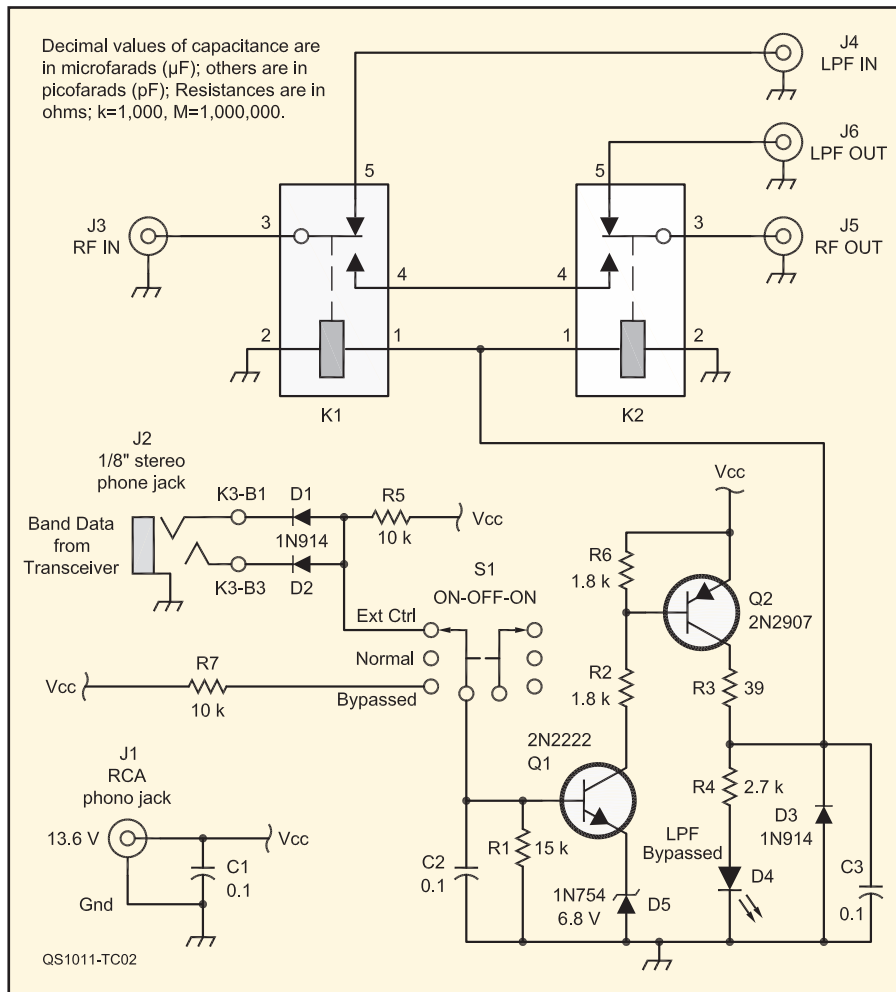 Decimal values of capacitance are
in microfarads (µF); others are in
picofarads (pF); Resistances are in
ohms; k=1,000, M=1,000,000.
J4
LPF IN
J6
LPF OUT
5
5
J3
RF IN
3
3
J5
RF OUT
4
4
2
1
1
2
K1
K2
J2
1/8" stereo
phone jack
Band Data
from
Transceiver
K3-B1
D1
1N914
K3-B3
D2
R5
10 k
Vcc
S1
ON-OFF-ON
Ext Ctrl
Normal
Bypassed
Vcc
R7
10 k
Vcc
R6
1.8 k
Q2
2N2907
R2
1.8 k
R3
39
2N2222
Q1
R4
2.7 k
D3
1N914
J1
RCA
phono jack
13.6 V
Vcc
C1
0.1
Gnd
C2
0.1
R1
15 k
1N754
6.8 V
D5
LPF
Bypassed
D4
C3
0.1
QS1011-TC02